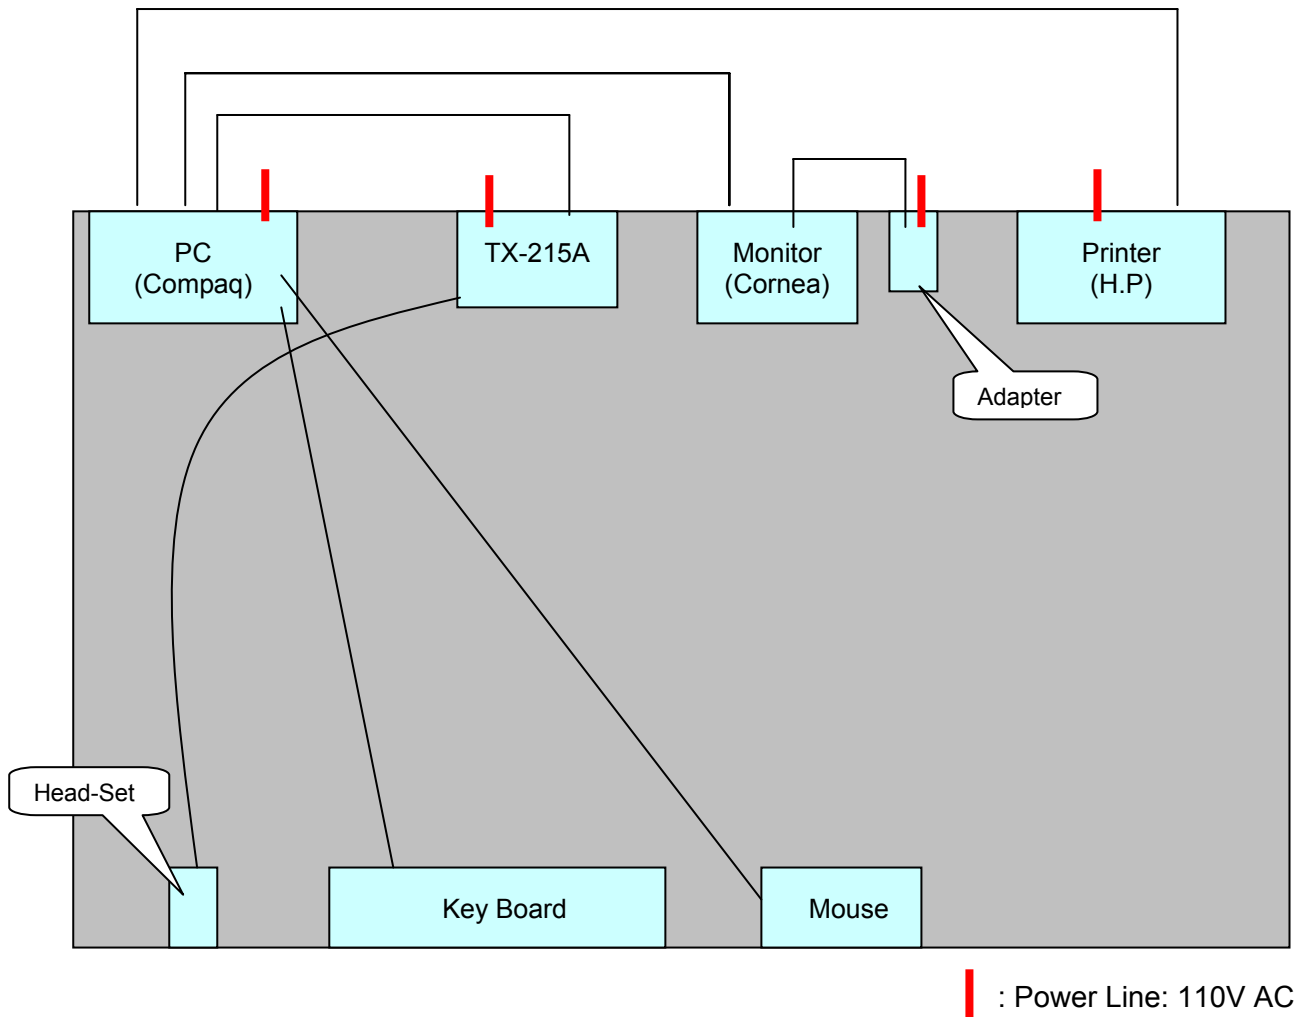 PC
(Compaq)
TX-215A
Monitor
(Cornea)
Printer
(H.P)
Adapter
Head-Set
Key Board
Mouse
: Power Line: 110V AC